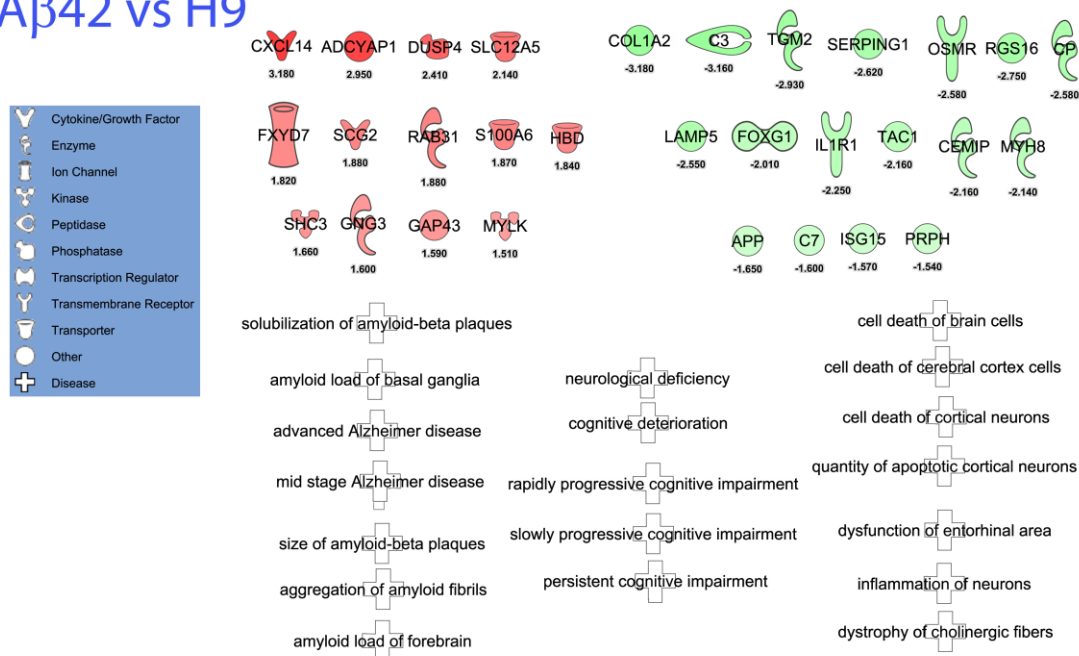 Aβ42 vs H9
CXCL14 ADCYAP1 DUSP4 SLC12A5
3.180 2.950 2.410 2.140
COL1A2 C3 TGM2 SERPING1 OSMR RGS16 CP
-3.180 -3.160 -2.930 -2.620 -2.580 -2.750 -2.580
Cytokine/Growth Factor
Enzyme
Ion Channel
Kinase
Peptidase
Phosphatase
Transcription Regulator
Transmembrane Receptor
Transporter
Other
Disease
FXYD7 SCG2 RAB31 S100A6 HBD
1.820 1.880 1.880 1.870 1.840
LAMP5 FOXG1 IL1R1 TAC1 CEMIP MYH8
-2.550 -2.010 -2.250 -2.160 -2.160 -2.140
SHC3 GNG3 GAP43 MYLK
1.660 1.600 1.590 1.510
APP C7 ISG15 PRPH
-1.650 -1.600 -1.570 -1.540
solubilization of amyloid-beta plaques
amyloid load of basal ganglia
advanced Alzheimer disease
mid stage Alzheimer disease
size of amyloid-beta plaques
aggregation of amyloid fibrils
amyloid load of forebrain
neurological deficiency
cognitive deterioration
rapidly progressive cognitive impairment
slowly progressive cognitive impairment
persistent cognitive impairment
cell death of brain cells
cell death of cerebral cortex cells
cell death of cortical neurons
quantity of apoptotic cortical neurons
dysfunction of entorhinal area
inflammation of neurons
dystrophy of cholinergic fibers